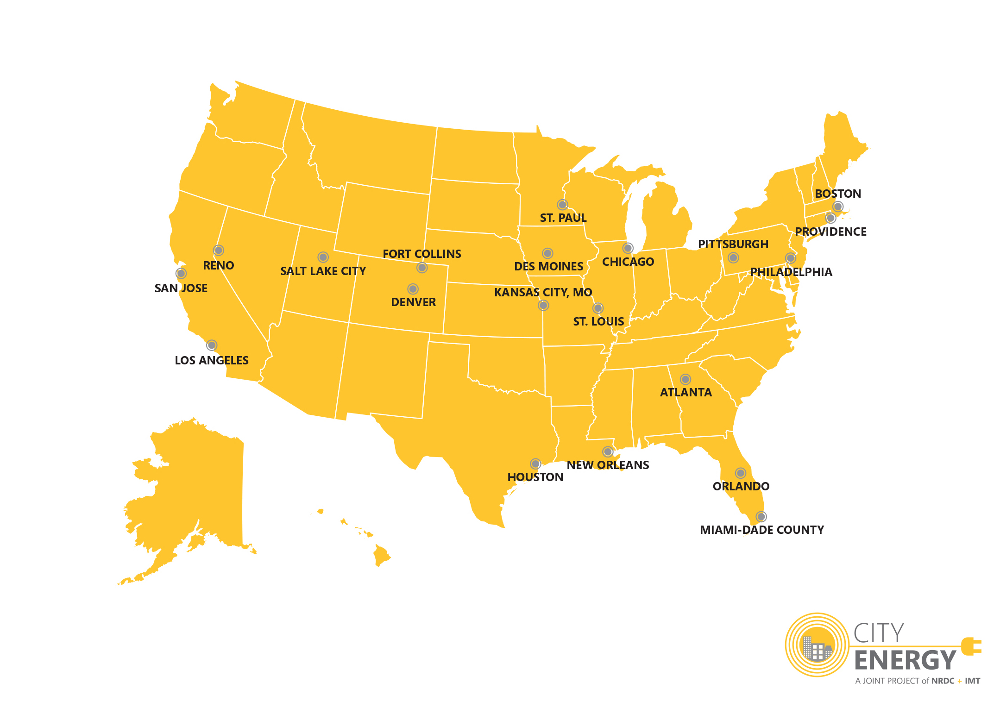 BOSTON
ST. PAUL
PROVIDENCE
PITTSBURGH
FORT COLLINS
CHICAGO
RENO
DES MOINES
SALT LAKE CITY
PHILADELPHIA
SAN JOSE
KANSAS CITY, MO
DENVER
ST. LOUIS
LOS ANGELES
ATLANTA
NEW ORLEANS
HOUSTON
ORLANDO
MIAMI-DADE COUNTY
CITY
ENERGY
A JOINT PROJECT of NRDC + IMT